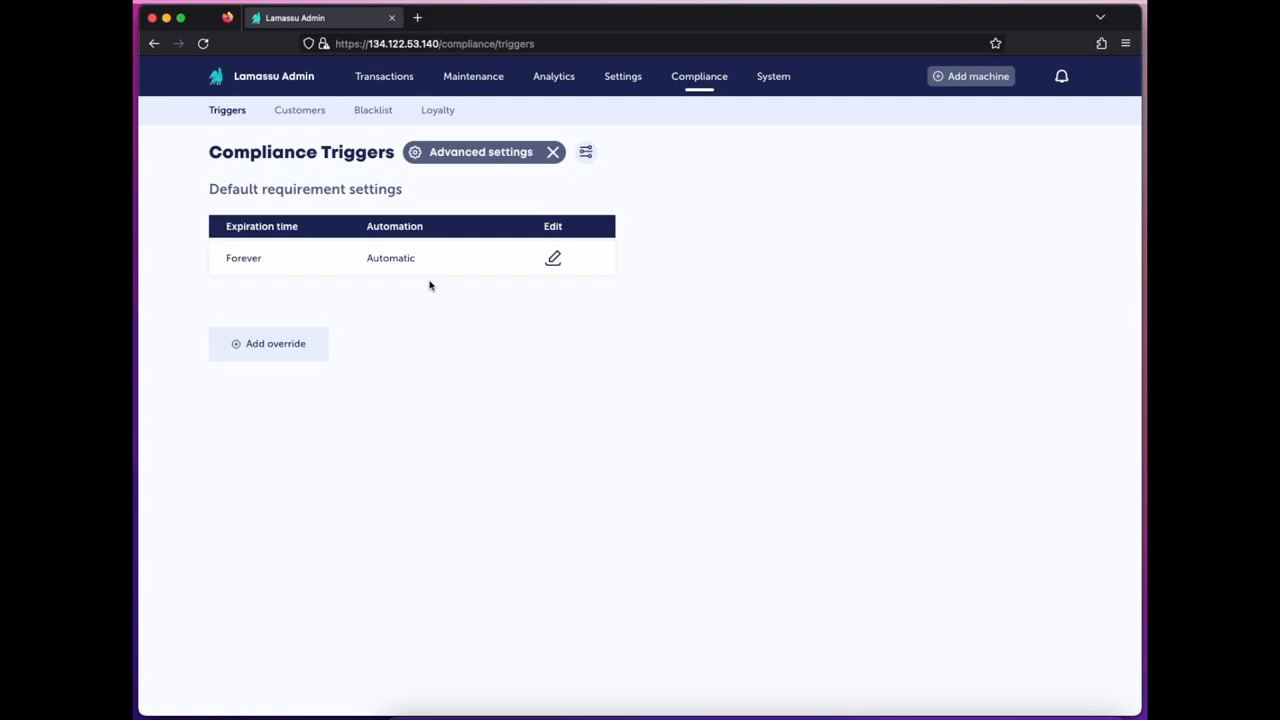 Lamassu Admin
https://134.122.53.140/compliance/triggers
Lamassu Admin Transactions Maintenance Analytics Settings Compliance System Add machine
Triggers Customers Blacklist Loyalty
Compliance Triggers Advanced settings
Default requirement settings
Expiration time Automation Edit
Forever Automatic
Add override